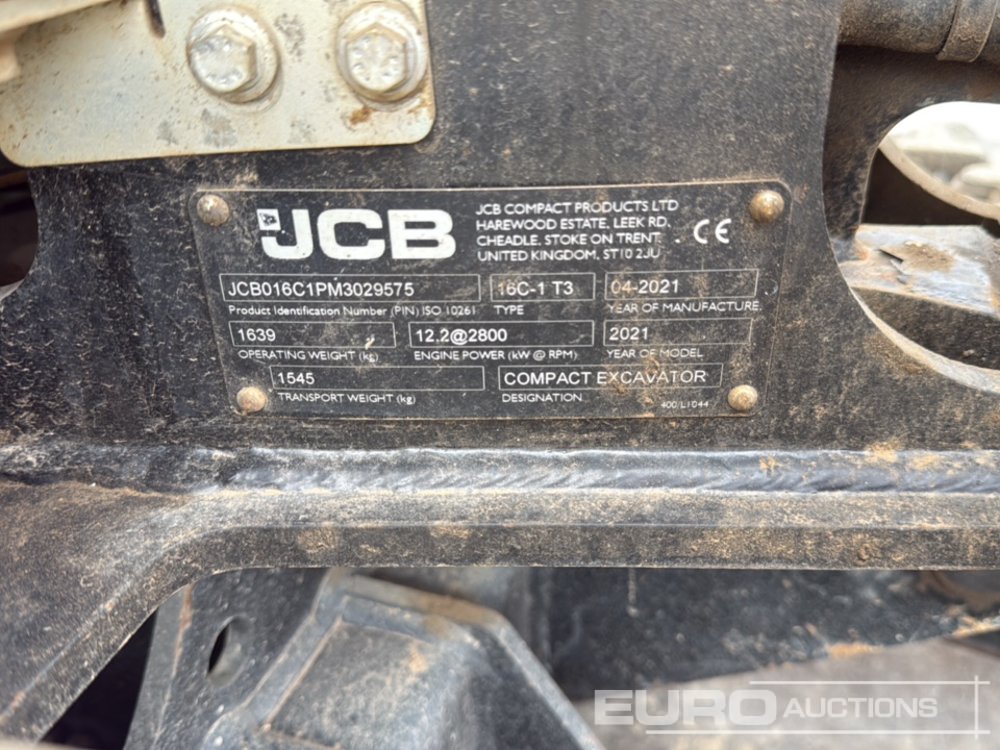 JCB
JCB COMPACT PRODUCTS LTD
HAREWOOD ESTATE, LEEK RD,
CHEADLE. STOKE ON TRENT
UNITED KINGDOM. ST10 2JU
CE
JCB016C1PM3029575
16C-1 T3
04-2021
Product Identification Number (PIN) ISO 10261
TYPE
YEAR OF MANUFACTURE.
1639
12.2@2800
2021
OPERATING WEIGHT (kg)
ENGINE POWER (kW @ RPM)
YEAR OF MODEL
1545
COMPACT EXCAVATOR
TRANSPORT WEIGHT (kg)
DESIGNATION
400/L1044
EURO AUCTIONS